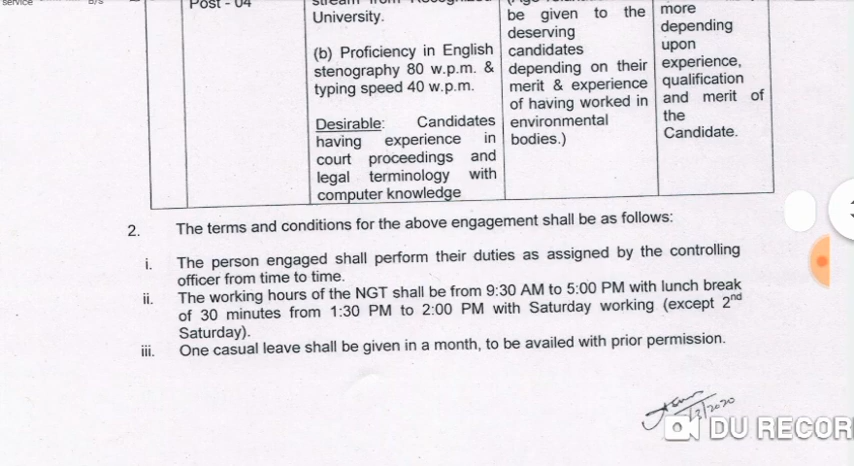 service
B/S
Post - 04
stream from Recognized
University.
(b) Proficiency in English
stenography 80 w.p.m. &
typing speed 40 w.p.m.
Desirable: Candidates
having experience in
court proceedings and
legal terminology with
computer knowledge
be given to the
deserving
candidates
depending on their
merit & experience
of having worked in
environmental
bodies.)
more
depending
upon
experience,
qualification
and merit of
the
Candidate.
2. The terms and conditions for the above engagement shall be as follows:
i. The person engaged shall perform their duties as assigned by the controlling
officer from time to time.
ii. The working hours of the NGT shall be from 9:30 AM to 5:00 PM with lunch break
of 30 minutes from 1:30 PM to 2:00 PM with Saturday working (except 2nd
Saturday).
iii. One casual leave shall be given in a month, to be availed with prior permission.
DU RECOR